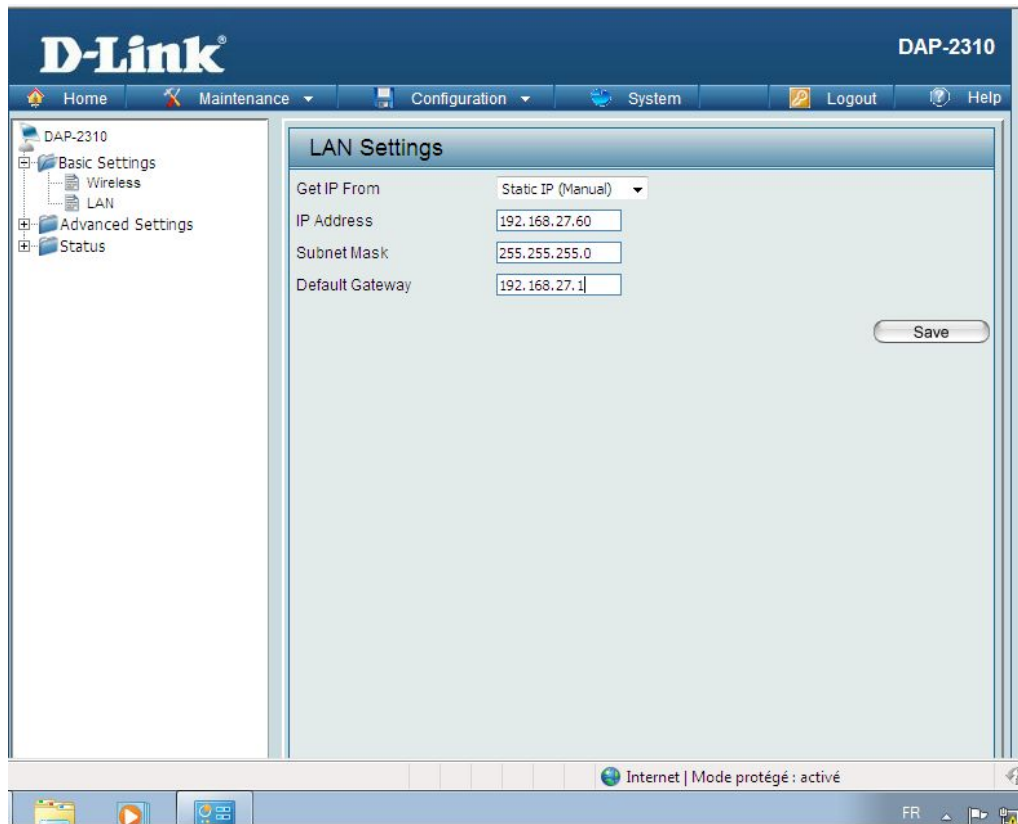 D-Link®
DAP-2310
Home Maintenance Configuration System Logout Help
DAP-2310
Basic Settings
Wireless
LAN
Advanced Settings
Status
LAN Settings
Get IP From Static IP (Manual)
IP Address 192.168.27.60
Subnet Mask 255.255.255.0
Default Gateway 192.168.27.1
Save
Internet | Mode protégé : activé
FR